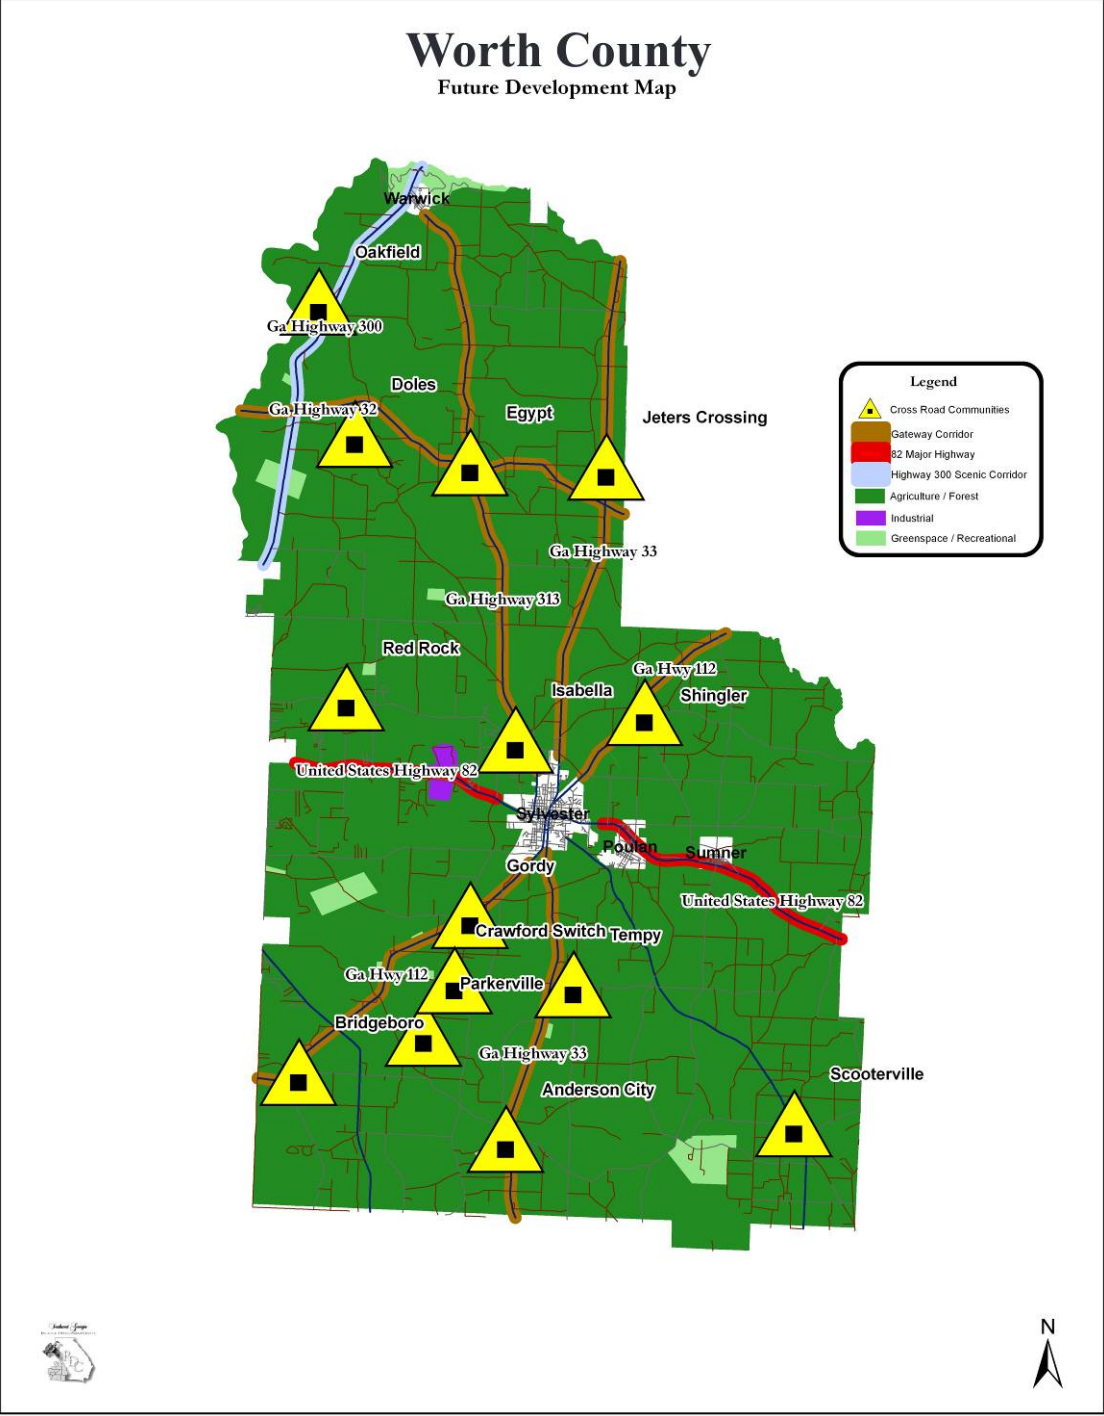 Worth County
Future Development Map
Warwick
Oakfield
Ga Highway 300
Doles
Ga Highway 32
Egypt
Jeters Crossing
Legend
Cross Road Communities
Gateway Corridor
82 Major Highway
Highway 300 Scenic Corridor
Agriculture / Forest
Industrial
Greenspace / Recreational
Ga Highway 33
Ga Highway 313
Red Rock
Ga Hwy 112
Isabella
Shingler
United States Highway 82
Sylvester
Poulan
Sumner
Gordy
United States Highway 82
Crawford Switch
Tempy
Ga Hwy 112
Parkerville
Bridgeboro
Ga Highway 33
Scooterville
Anderson City
N
Southwest Georgia
RDC